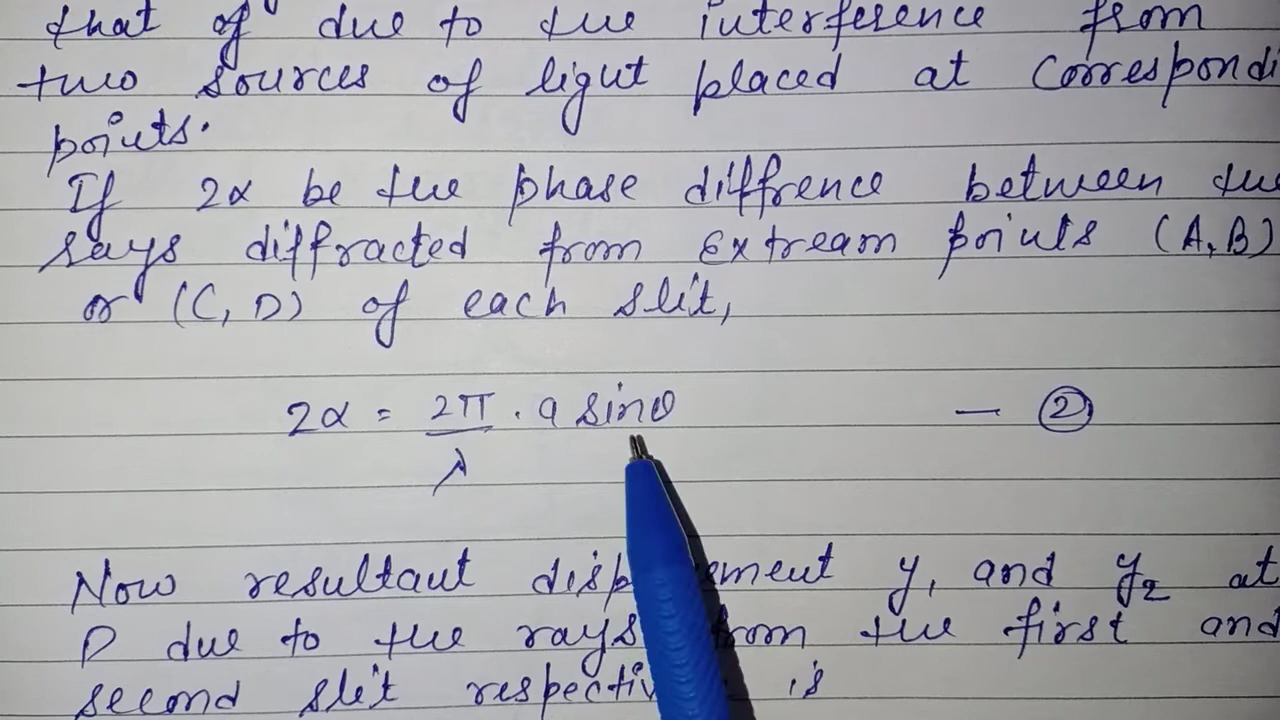 that of due to the interference from
two sources of light placed at Correspondi
points.
If 2α be the phase diffrence between the
rays diffracted from extream points (A,B)
or (C,D) of each slit,
2α = 2π/λ . a sinθ — ②
Now resultant displacement y₁ and y₂ at
P due to the rays from the first and
second slit is